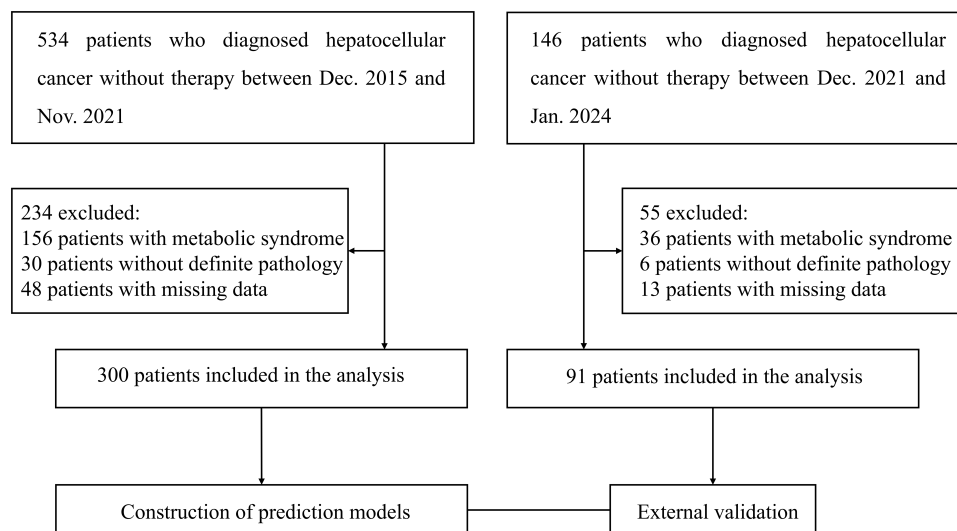 534 patients who diagnosed hepatocellular
cancer without therapy between Dec. 2015 and
Nov. 2021
146 patients who diagnosed hepatocellular
cancer without therapy between Dec. 2021 and
Jan. 2024
234 excluded:
156 patients with metabolic syndrome
30 patients without definite pathology
48 patients with missing data
55 excluded:
36 patients with metabolic syndrome
6 patients without definite pathology
13 patients with missing data
300 patients included in the analysis
91 patients included in the analysis
Construction of prediction models
External validation